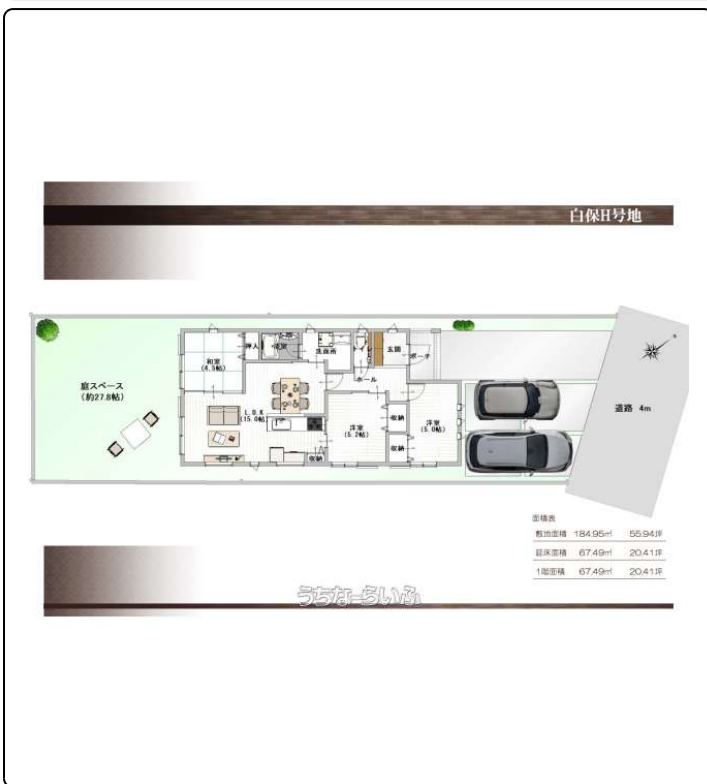 白保H号地
和室
(4.5帖)
押入
浴室
洗面所
トイレ
玄関
ポーチ
ホール
庭スペース
(約27.8帖)
L.D.K
(15.0帖)
洋室
(5.2帖)
収納
収納
洋室
(5.0帖)
収納
道路 4m
面積表
敷地面積 184.95㎡ 55.94坪
延床面積 67.49㎡ 20.41坪
1階面積 67.49㎡ 20.41坪
うちなーらいふ